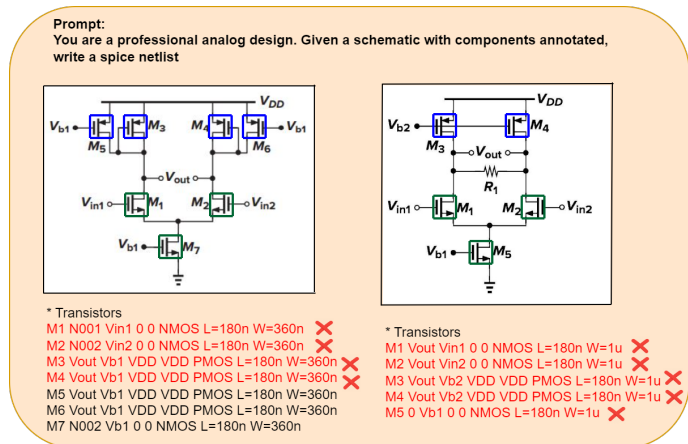 Prompt:
You are a professional analog design. Given a schematic with components annotated,
write a spice netlist
VDD
Vb1 M3 M4 Vb1
M5 M6
Vout
Vin1 M1 M2 Vin2
Vb1 M7
* Transistors
M1 N001 Vin1 0 0 NMOS L=180n W=360n
M2 N002 Vin2 0 0 NMOS L=180n W=360n
M3 Vout Vb1 VDD VDD PMOS L=180n W=360n
M4 Vout Vb1 VDD VDD PMOS L=180n W=360n
M5 Vout Vb1 VDD VDD PMOS L=180n W=360n
M6 Vout Vb1 VDD VDD PMOS L=180n W=360n
M7 N002 Vb1 0 0 NMOS L=180n W=360n
VDD
Vb2 M4
M3
Vout
R1
Vin1 M1 M2 Vin2
Vb1 M5
* Transistors
M1 Vout Vin1 0 0 NMOS L=180n W=1u
M2 Vout Vin2 0 0 NMOS L=180n W=1u
M3 Vout Vb2 VDD VDD PMOS L=180n W=1u
M4 Vout Vb2 VDD VDD PMOS L=180n W=1u
M5 0 Vb1 0 0 NMOS L=180n W=1u